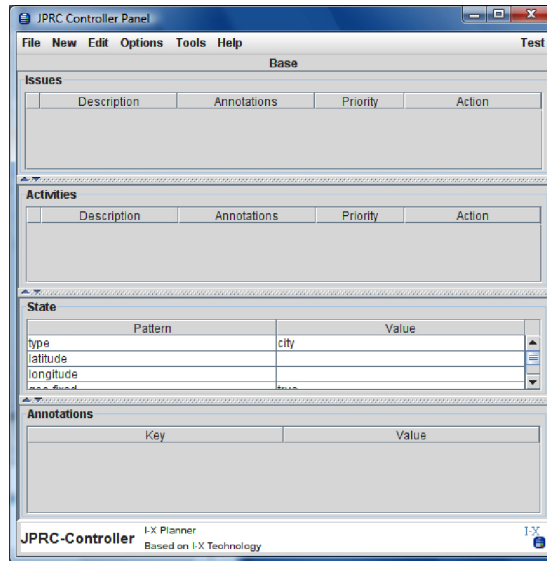 JPRC Controller Panel
File New Edit Options Tools Help Test
Base
Issues
Description Annotations Priority Action
Activities
Description Annotations Priority Action
State
Pattern Value
type city
latitude
longitude
geo-fixed true
Annotations
Key Value
JPRC-Controller
I-X Planner
Based on I-X Technology
I-X